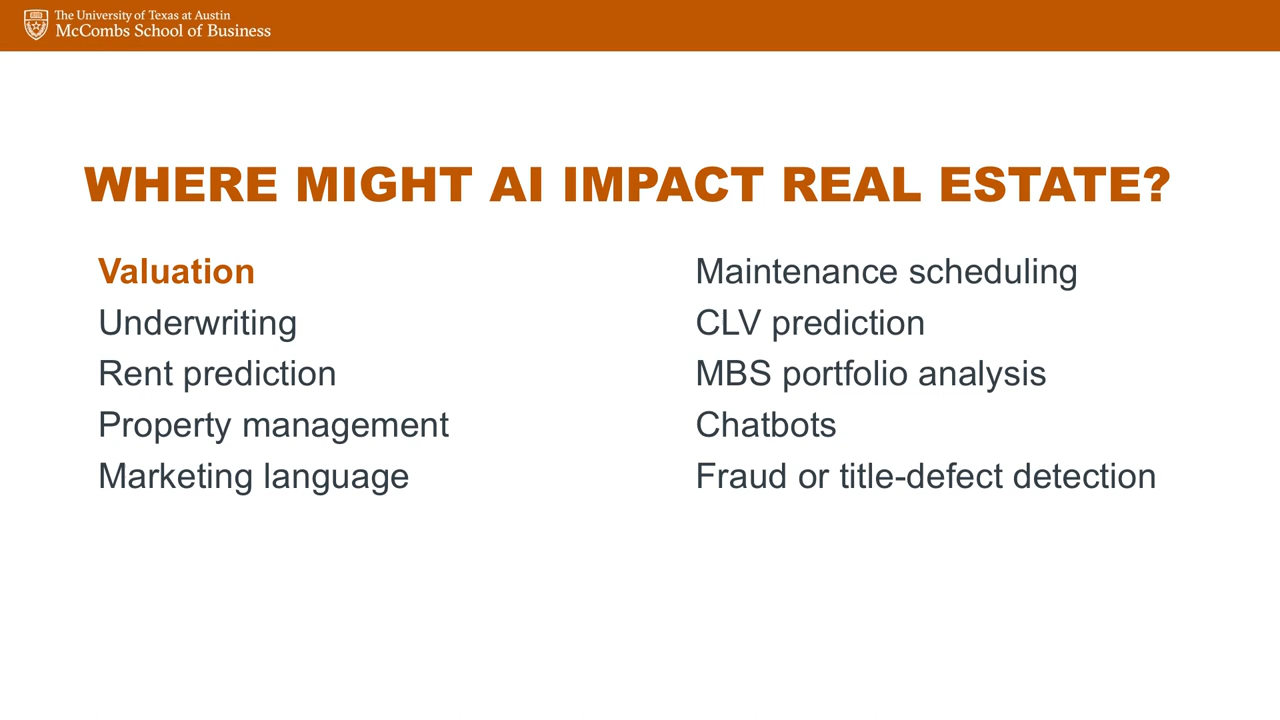 The University of Texas at Austin
McCombs School of Business
WHERE MIGHT AI IMPACT REAL ESTATE?
Valuation
Underwriting
Rent prediction
Property management
Marketing language
Maintenance scheduling
CLV prediction
MBS portfolio analysis
Chatbots
Fraud or title-defect detection